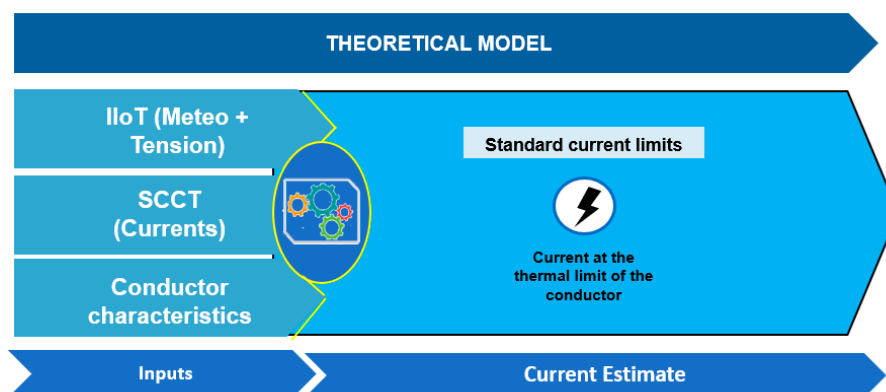 THEORETICAL MODEL
IIoT (Meteo +
Tension)
SCCT
(Currents)
Conductor
characteristics
Standard current limits
Current at the
thermal limit of the
conductor
Inputs
Current Estimate